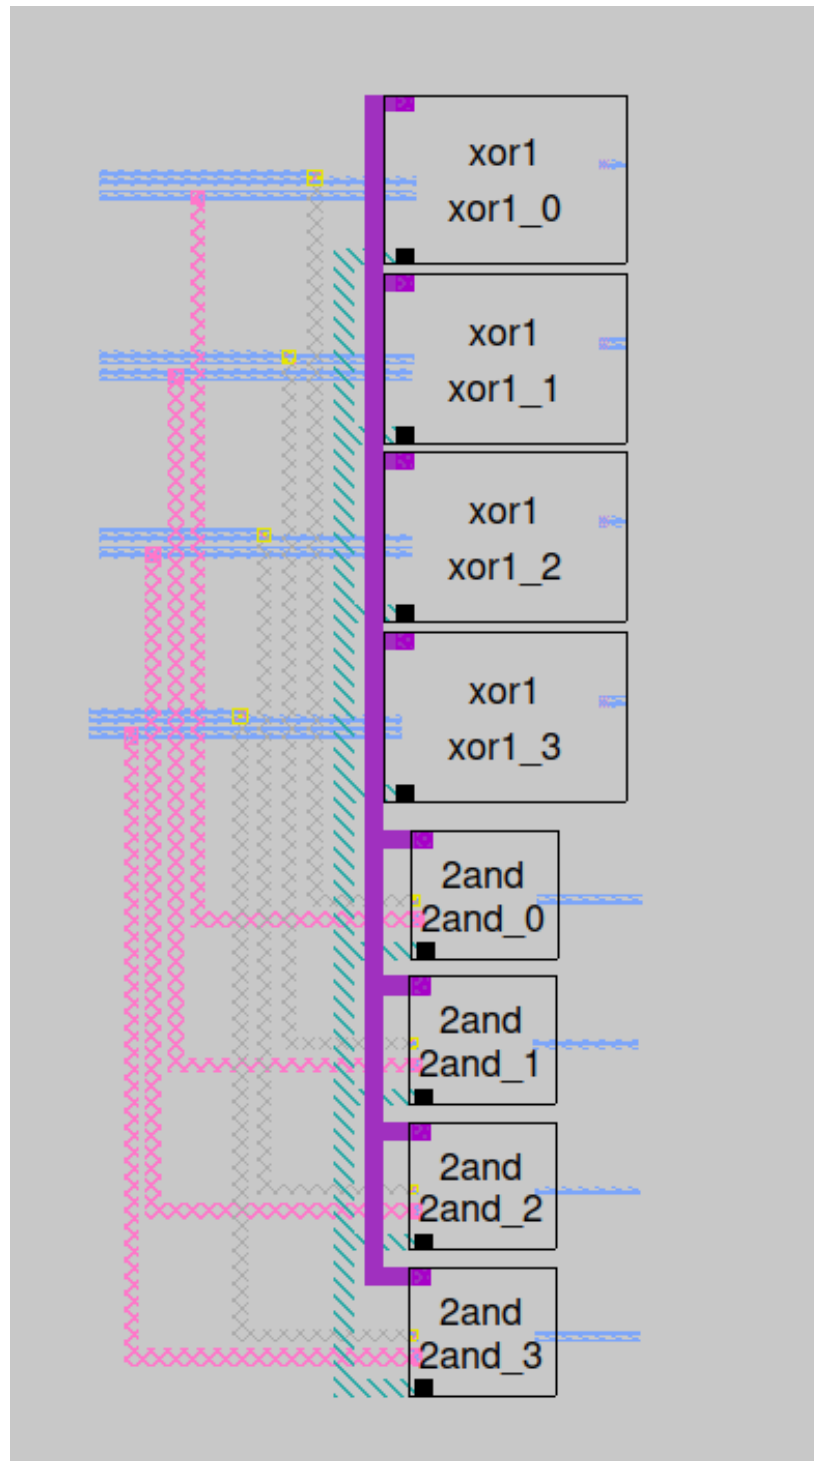 xor1
xor1_0
xor1
xor1_1
xor1
xor1_2
xor1
xor1_3
2and
2and_0
2and
2and_1
2and
2and_2
2and
2and_3